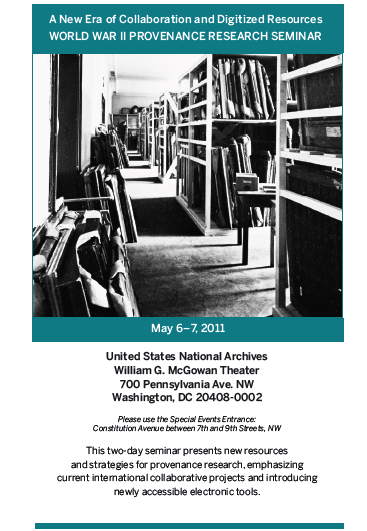 A New Era of Collaboration and Digitized Resources
WORLD WAR II PROVENANCE RESEARCH SEMINAR
May 6–7, 2011
United States National Archives
William G. McGowan Theater
700 Pennsylvania Ave. NW
Washington, DC 20408-0002
Please use the Special Events Entrance:
Constitution Avenue between 7th and 9th Streets, NW
This two-day seminar presents new resources
and strategies for provenance research, emphasizing
current international collaborative projects and introducing
newly accessible electronic tools.